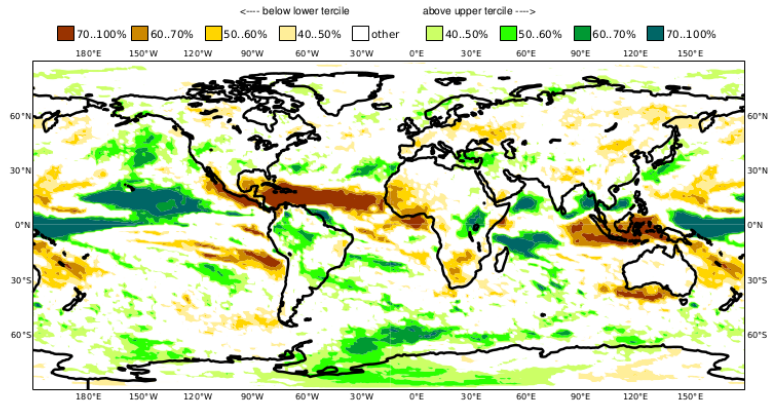 <---- below lower tercile above upper tercile ---->
70..100% 60..70% 50..60% 40..50% other 40..50% 50..60% 60..70% 70..100%
180°E 150°W 120°W 90°W 60°W 30°W 0°E 30°E 60°E 90°E 120°E 150°E
60°N 60°N
30°N 30°N
0°N 0°N
30°S 30°S
60°S 60°S
180°E 150°W 120°W 90°W 60°W 30°W 0°E 30°E 60°E 90°E 120°E 150°E